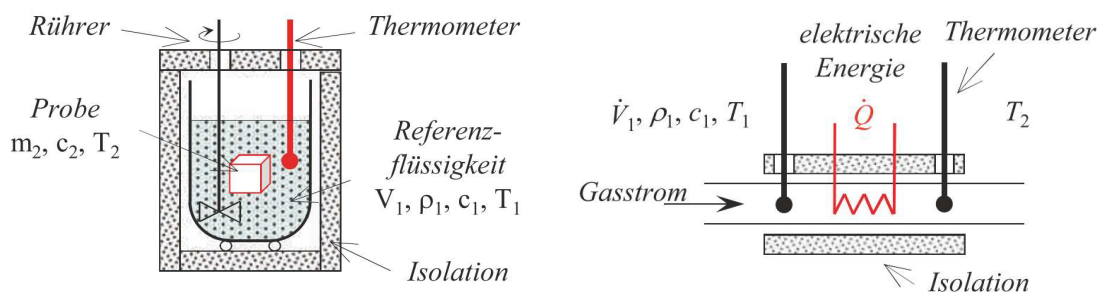 Rührer
Thermometer
Probe
m₂, c₂, T₂
Referenz-
flüssigkeit
V₁, ρ₁, c₁, T₁
Isolation
elektrische
Energie
Thermometer
V̇₁, ρ₁, c₁, T₁
Q̇
T₂
Gasstrom
Isolation